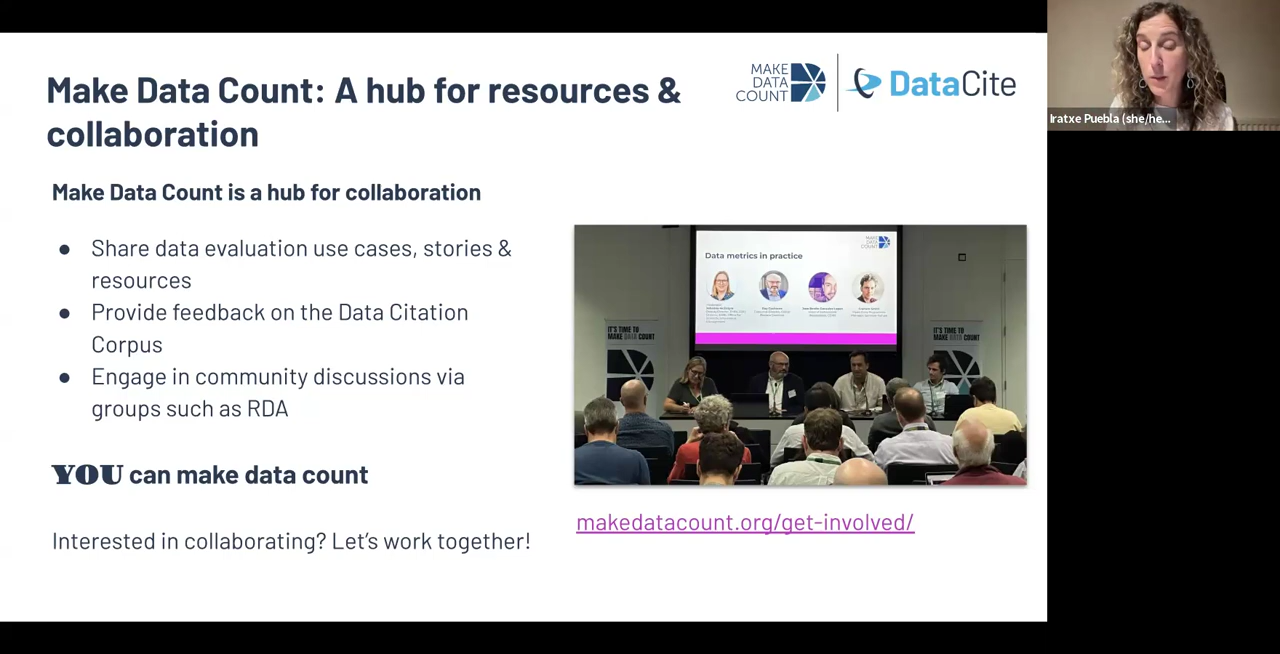 Make Data Count: A hub for resources &
collaboration
MAKE
DATA
COUNT
DataCite
Iratxe Puebla (she/he...
Make Data Count is a hub for collaboration
● Share data evaluation use cases, stories &
resources
● Provide feedback on the Data Citation
Corpus
● Engage in community discussions via
groups such as RDA
MAKE
DATA
COUNT
Data metrics in practice
IT'S TIME TO
MAKE DATA COUNT
IT'S TIME TO
MAKE DATA COUNT
YOU can make data count
makedatacount.org/get-involved/
Interested in collaborating? Let's work together!